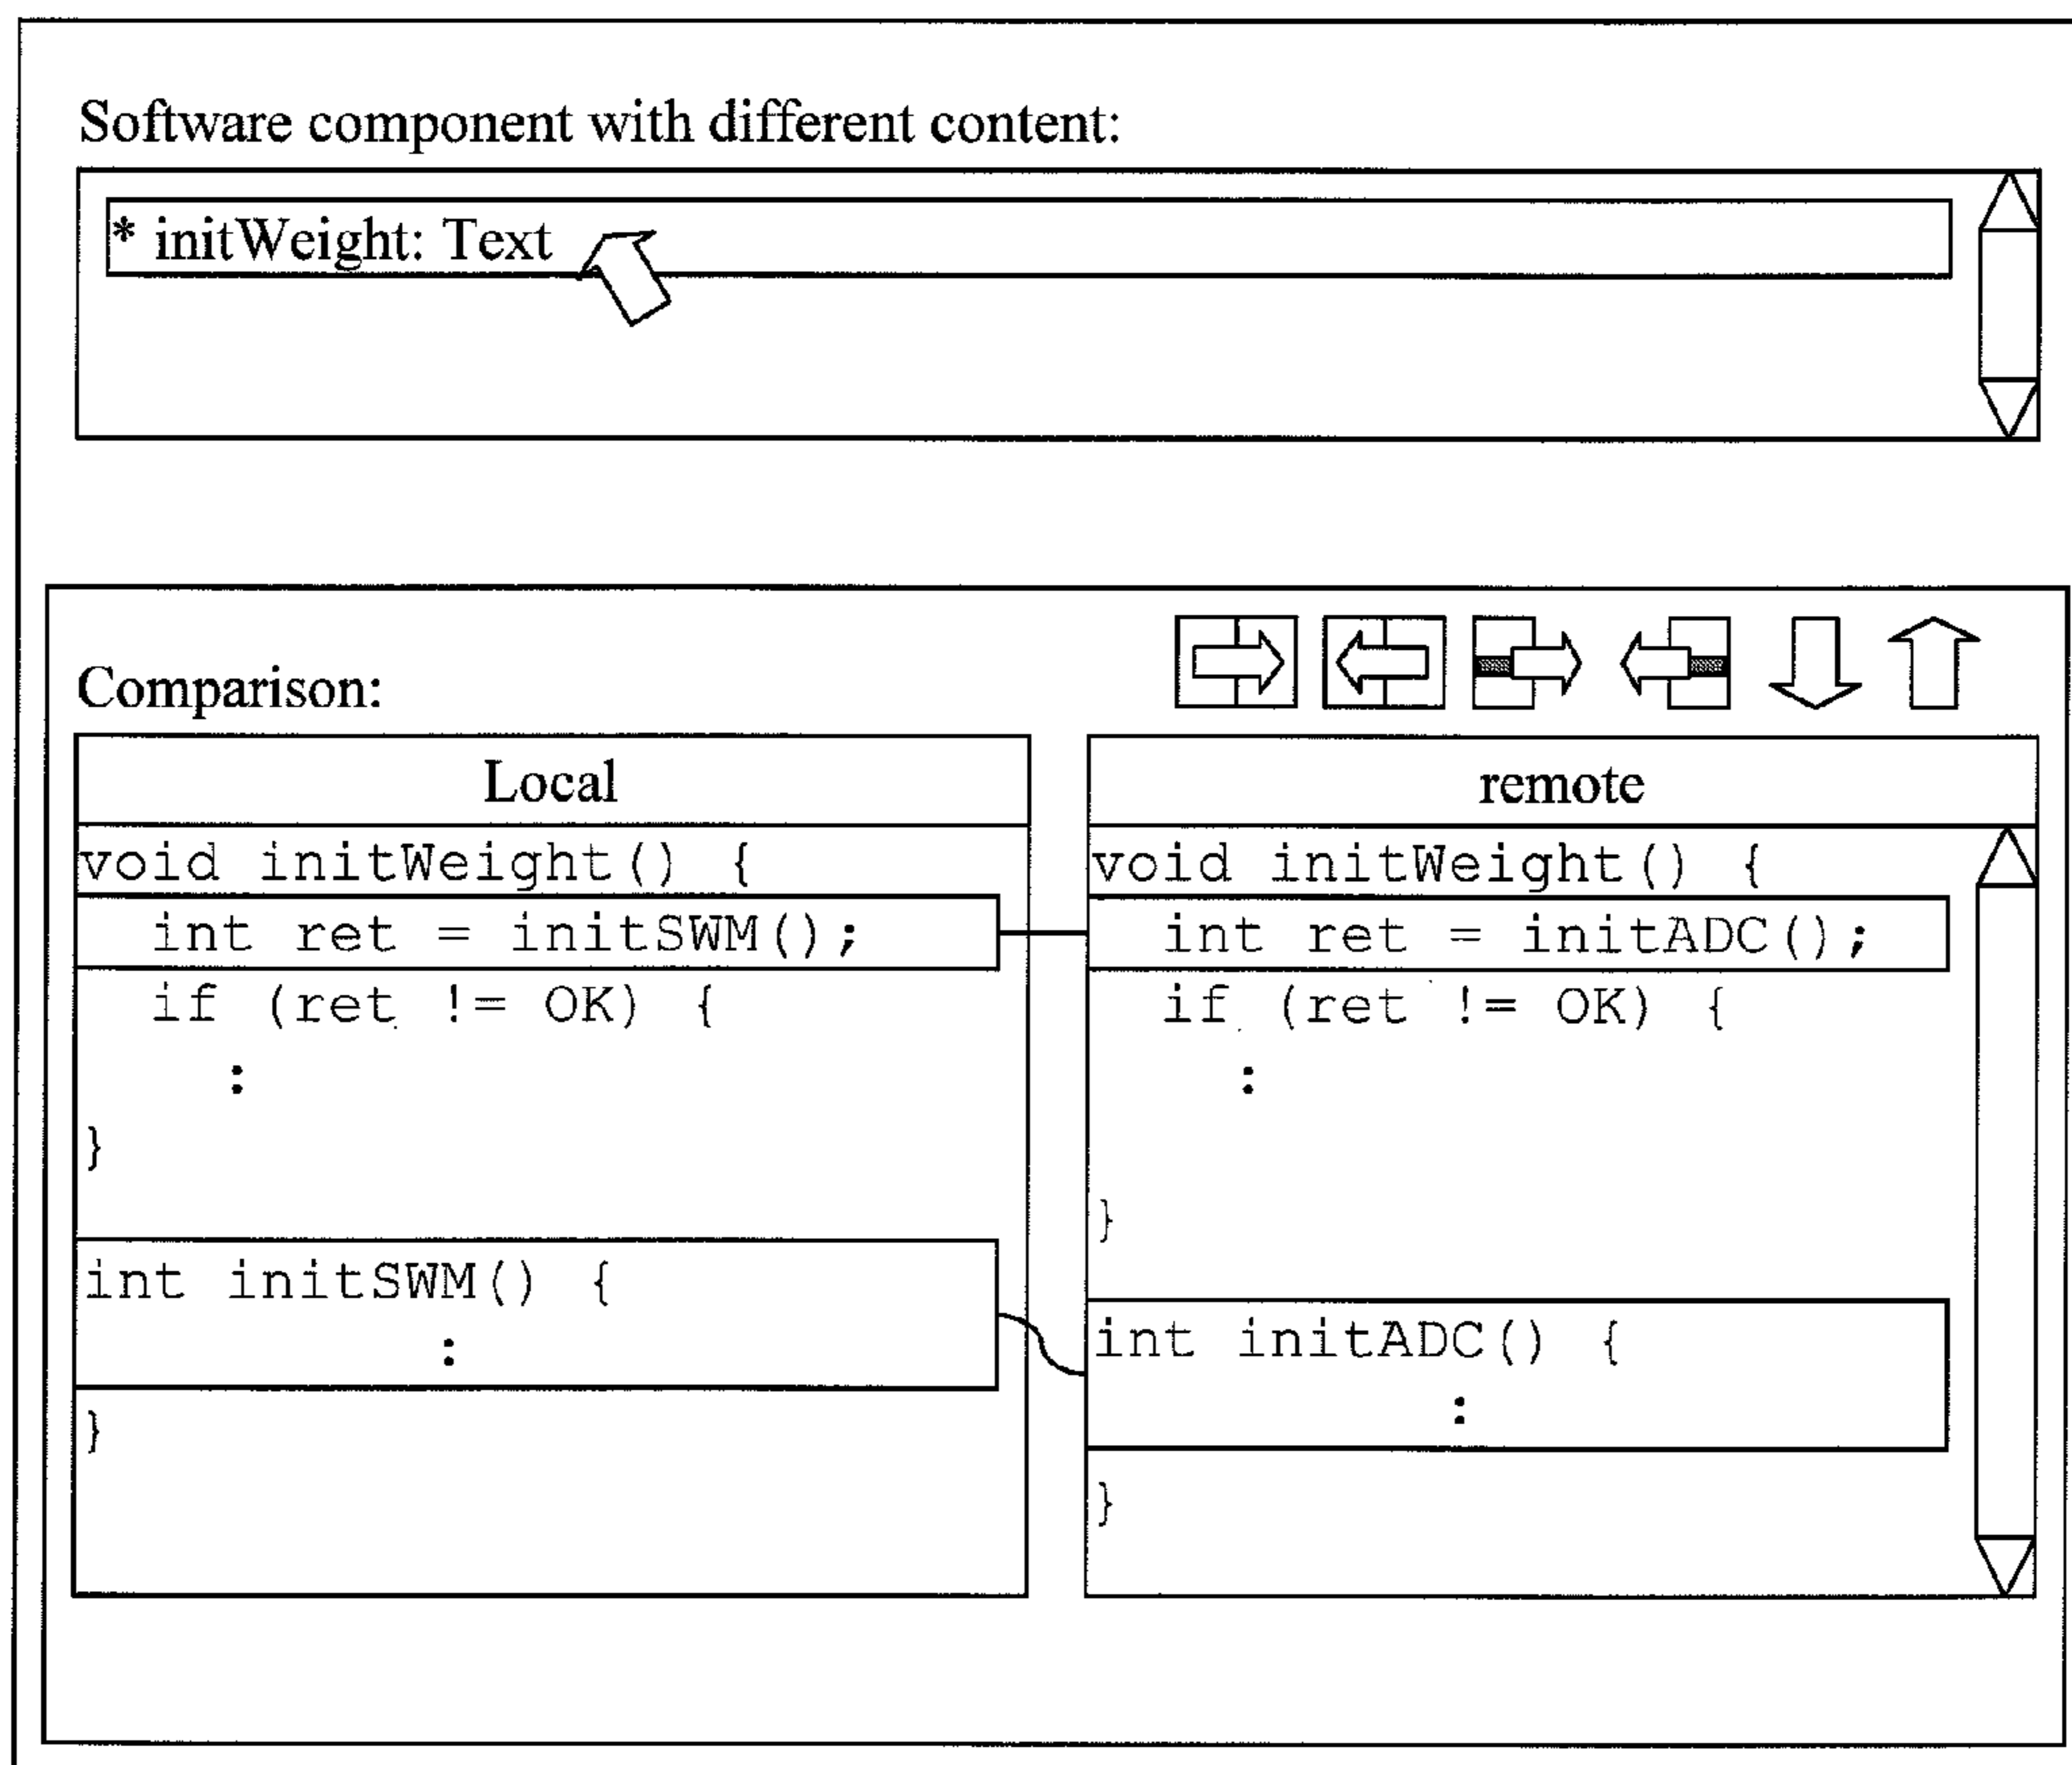 Software component with different content:
* initWeight: Text
Comparison:
Local
void initWeight() {
int ret = initSWM();
if (ret != OK) {
:
}
int initSWM() {
:
}
remote
void initWeight() {
int ret = initADC();
if (ret != OK) {
:
}
int initADC() {
:
}